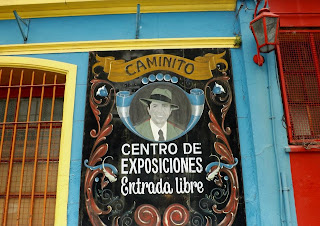 CAMINITO
CENTRO DE
EXPOSICIONES
Entrada libre